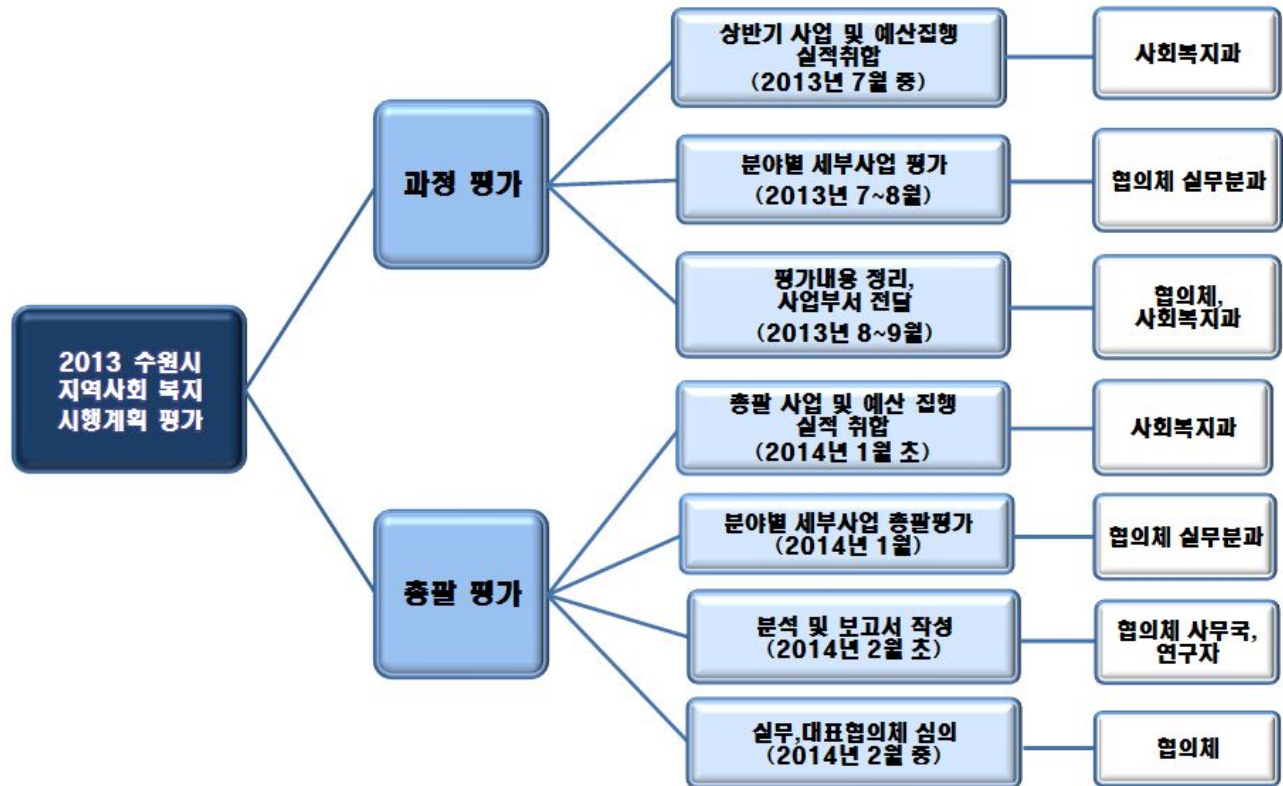 2013 수원시
지역사회 복지
시행계획 평가
과정 평가
상반기 사업 및 예산집행
실적취합
(2013년 7월 중)
사회복지과
분야별 세부사업 평가
(2013년 7~8월)
협의체 실무분과
평가내용 정리,
사업부서 전달
(2013년 8~9월)
협의체,
사회복지과
총괄 평가
총괄 사업 및 예산 집행
실적 취합
(2014년 1월 초)
사회복지과
분야별 세부사업 총괄평가
(2014년 1월)
협의체 실무분과
분석 및 보고서 작성
(2014년 2월 초)
협의체 사무국,
연구자
실무,대표협의체 심의
(2014년 2월 중)
협의체